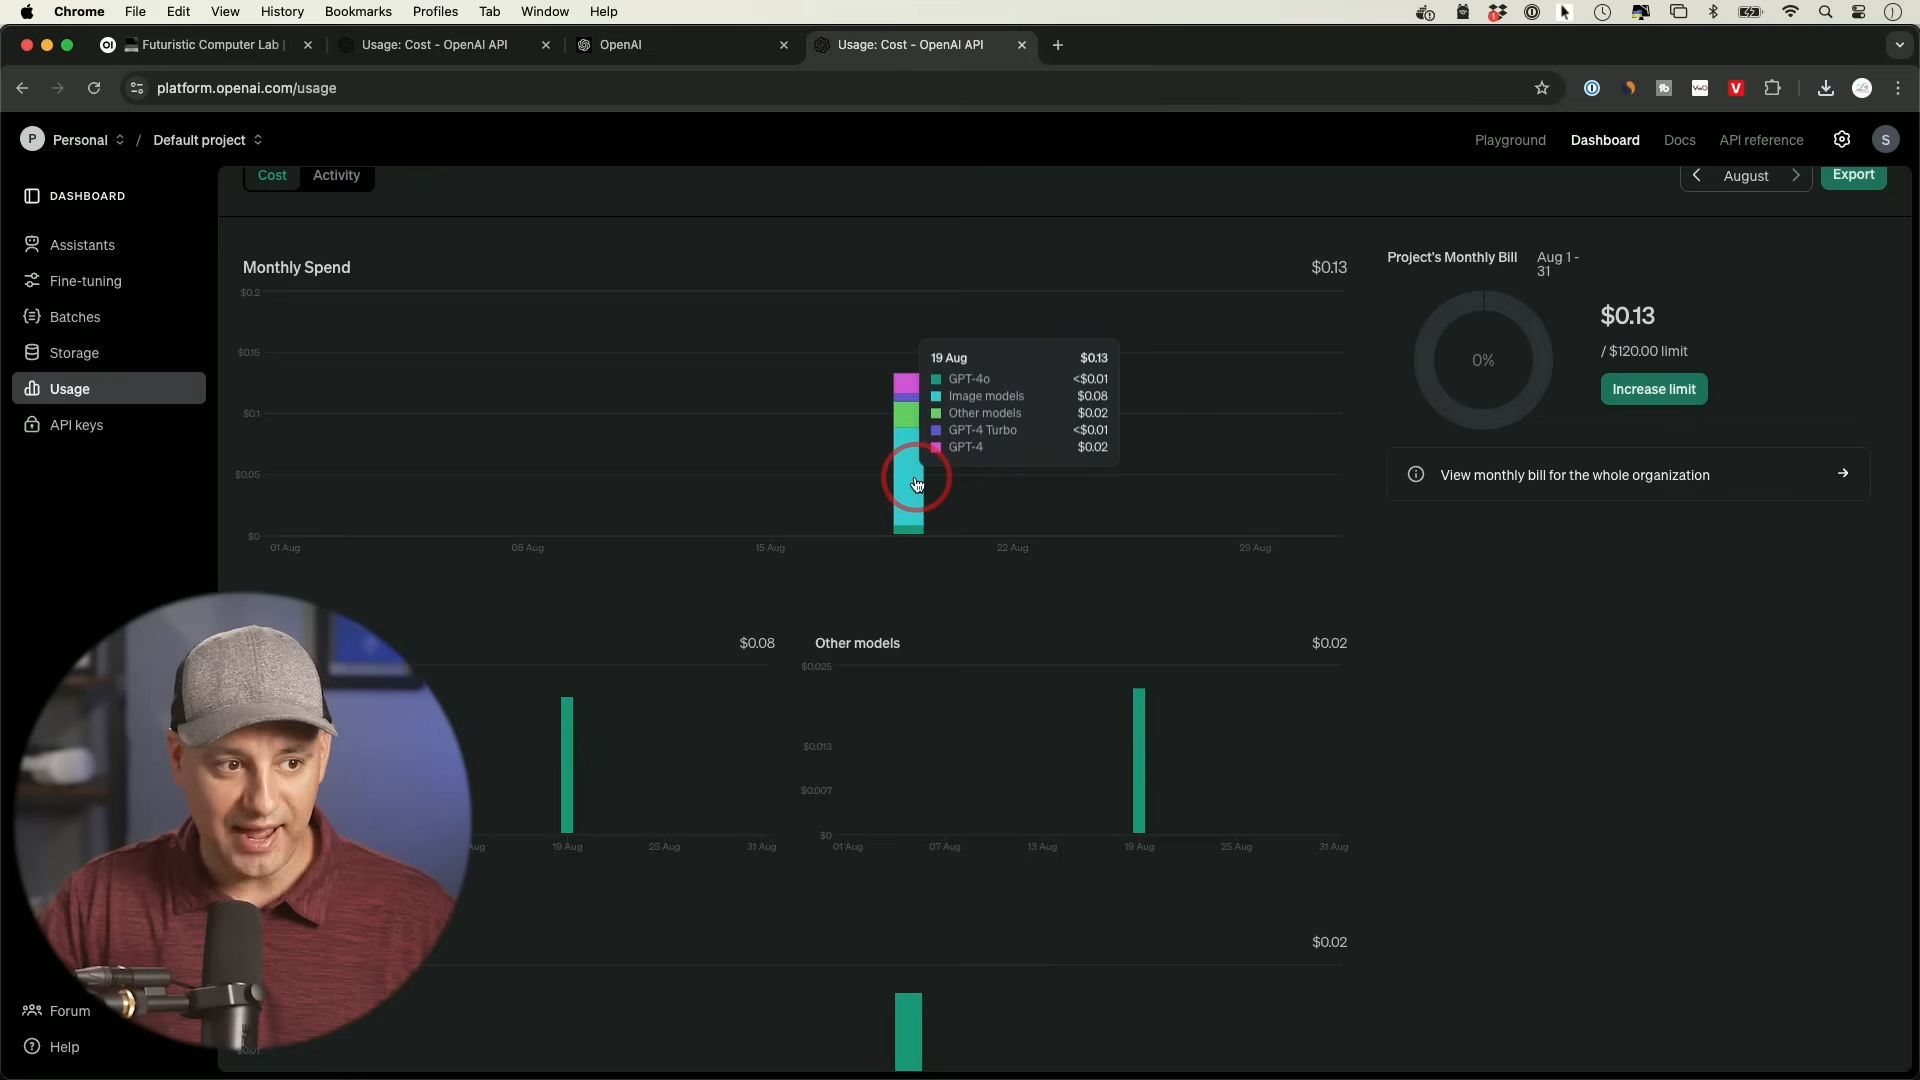 Chrome File Edit View History Bookmarks Profiles Tab Window Help
Futuristic Computer Lab | Usage: Cost - OpenAI API OpenAI Usage: Cost - OpenAI API
platform.openai.com/usage
P Personal / Default project Playground Dashboard Docs API reference S
DASHBOARD
Assistants
Fine-tuning
Batches
Storage
Usage
API keys
Forum
Help
Cost Activity August Export
Monthly Spend $0.13
$0.2
$0.15
$0.1
$0.05
$0
01 Aug 08 Aug 15 Aug 22 Aug 29 Aug
19 Aug $0.13
GPT-4o <$0.01
Image models $0.08
Other models $0.02
GPT-4 Turbo <$0.01
GPT-4 $0.02
Project's Monthly Bill Aug 1 -
31
0%
$0.13
/ $120.00 limit
Increase limit
View monthly bill for the whole organization
$0.08
Aug 19 Aug 25 Aug 31 Aug
Other models $0.02
$0.025
$0.013
$0.007
$0
01 Aug 07 Aug 13 Aug 19 Aug 25 Aug 31 Aug
$0.02
$0.01